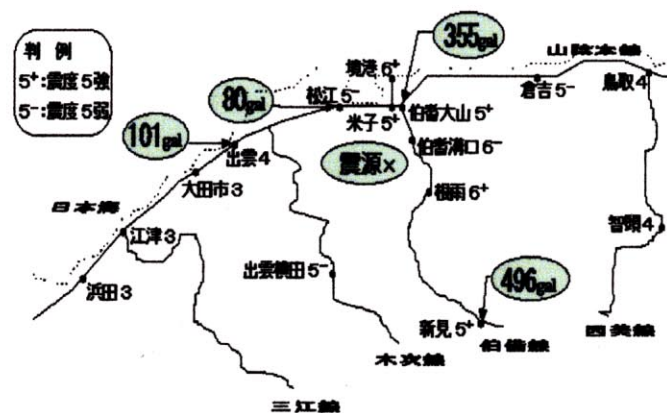 判例
5+:震度5強
5-:震度5弱
355gal
山陰本線
境港 6+
80gal
松江 5-
米子 5+
伯耆大山 5+
倉吉 5-
鳥取 4
101gal
出雲 4
伯耆溝口 6-
震源×
大田市 3
根雨 6+
日本海
江津 3
智頭 4
出雲横田 5-
496gal
浜田 3
新見 5+
木次線
伯備線
因美線
三江線